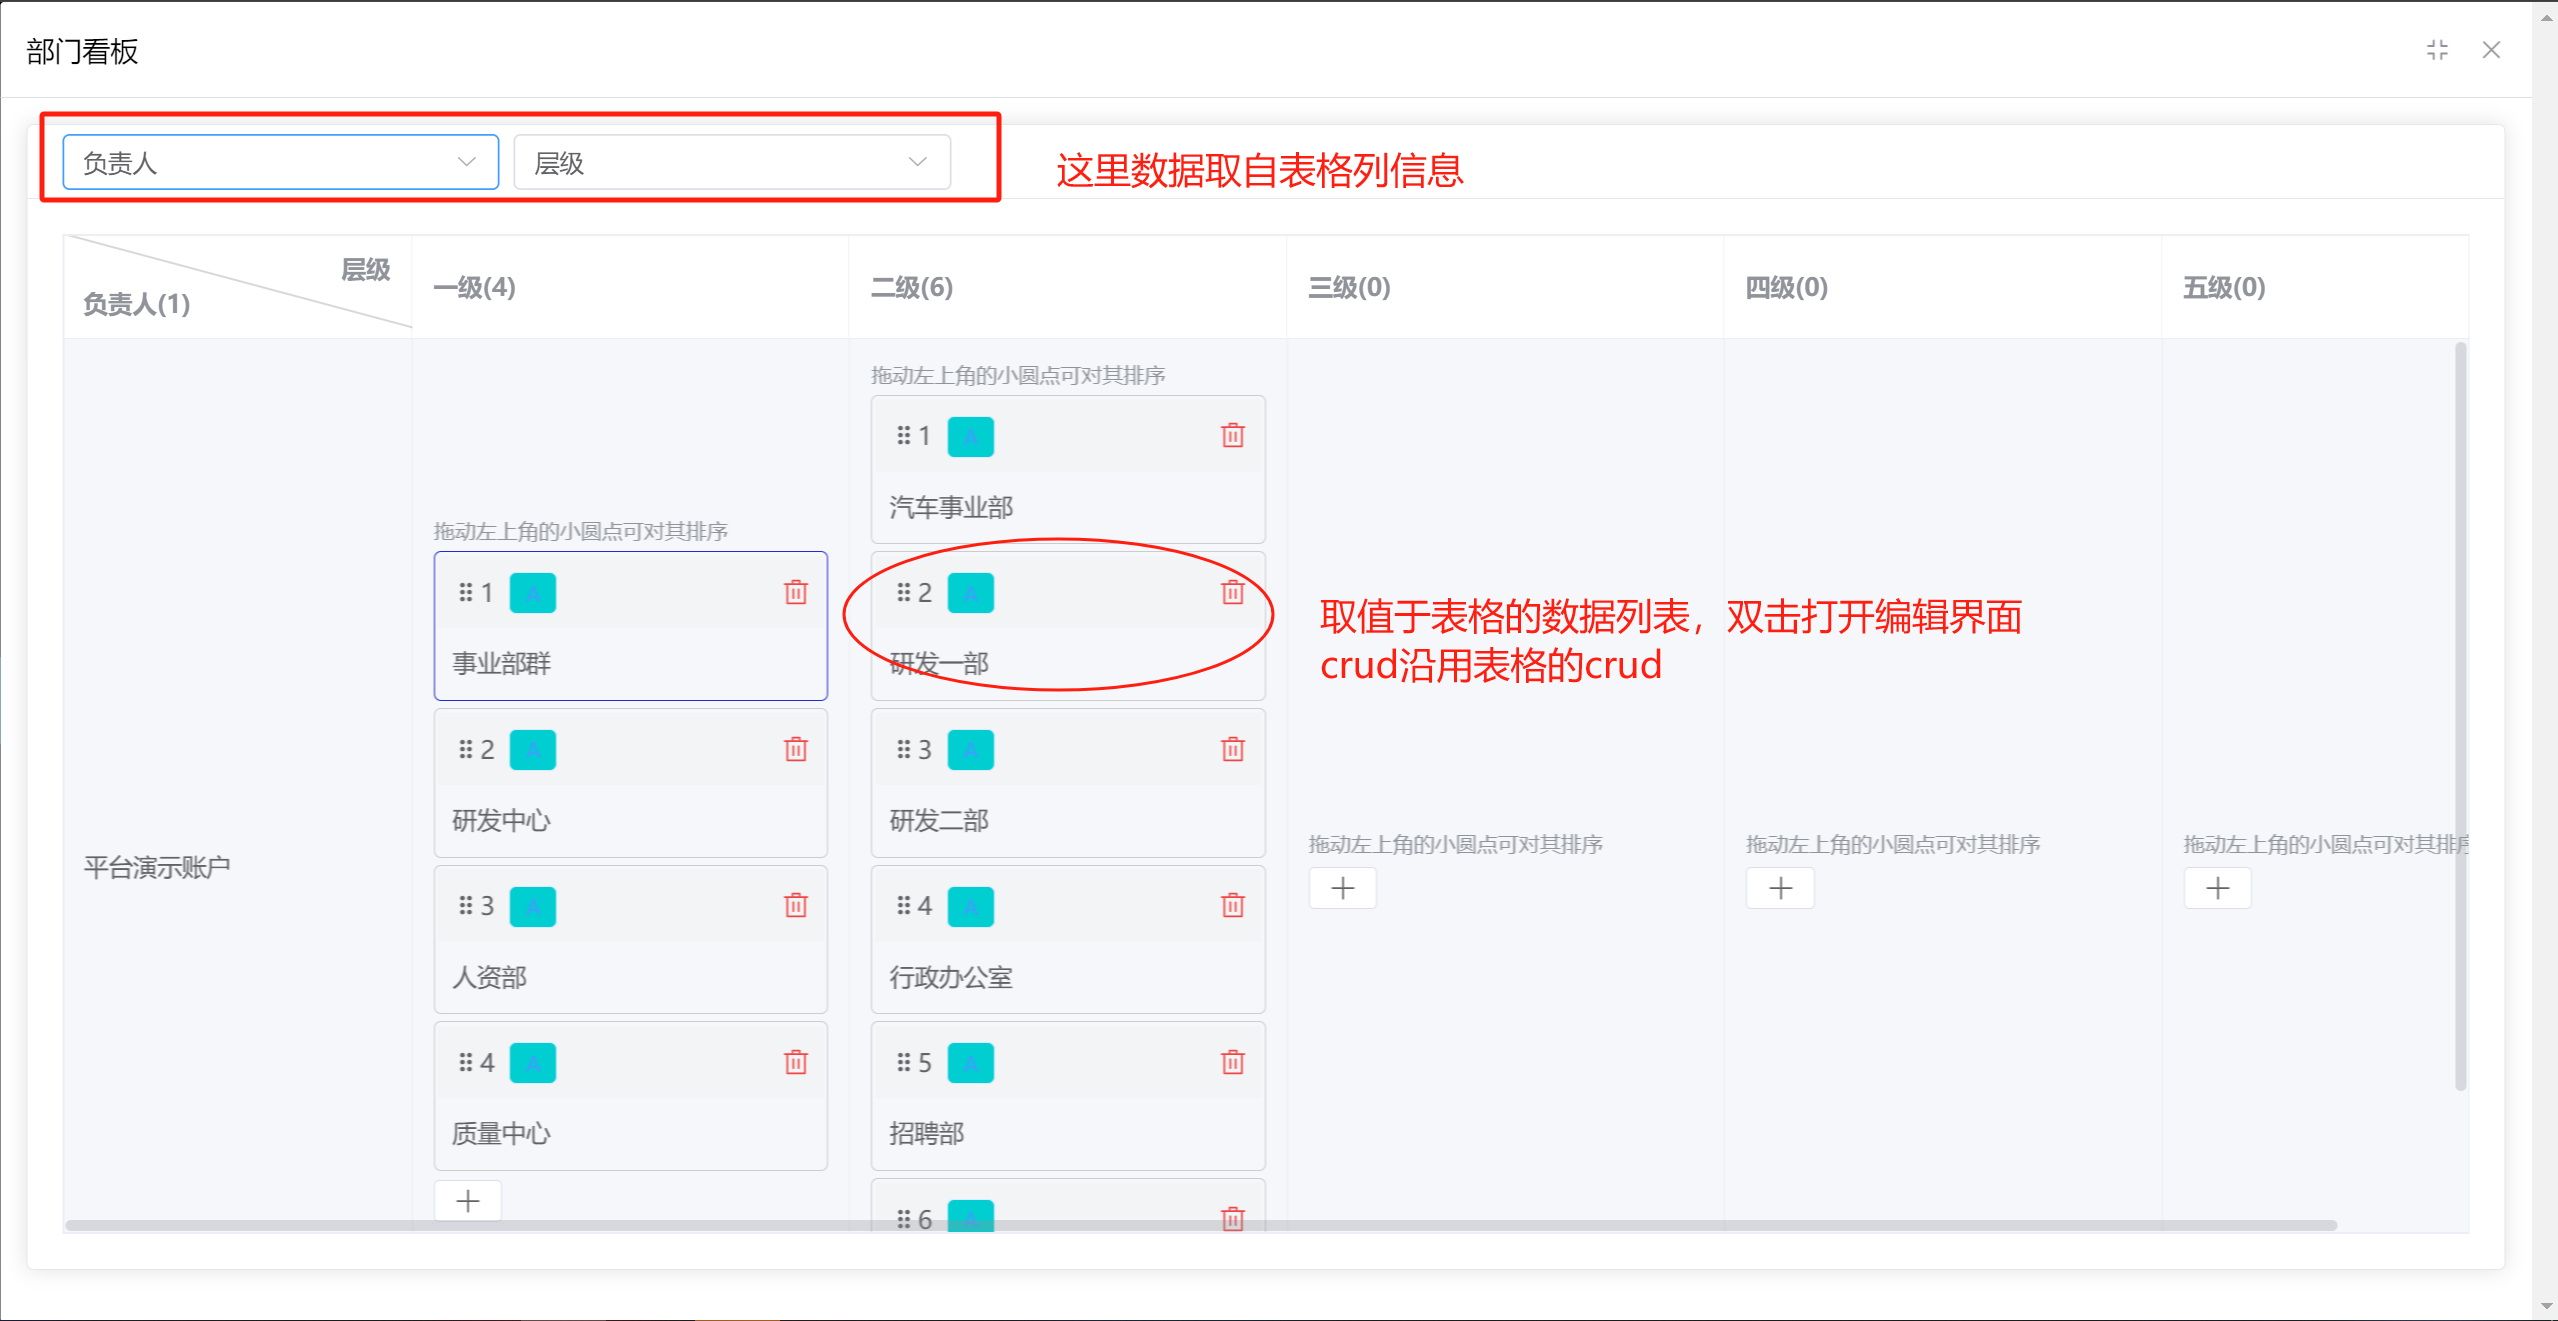 部门看板
负责人
层级
这里数据取自表格列信息
层级
负责人(1)
一级(4)
二级(6)
三级(0)
四级(0)
五级(0)
平台演示账户
拖动左上角的小圆点可对其排序
1 A
事业部群
2 A
研发中心
3 A
人资部
4 A
质量中心
拖动左上角的小圆点可对其排序
1 A
汽车事业部
2 A
研发一部
3 A
研发二部
4 A
行政办公室
5 A
招聘部
6 A
取值于表格的数据列表，双击打开编辑界面
crud沿用表格的crud
拖动左上角的小圆点可对其排序
拖动左上角的小圆点可对其排序
拖动左上角的小圆点可对其排序